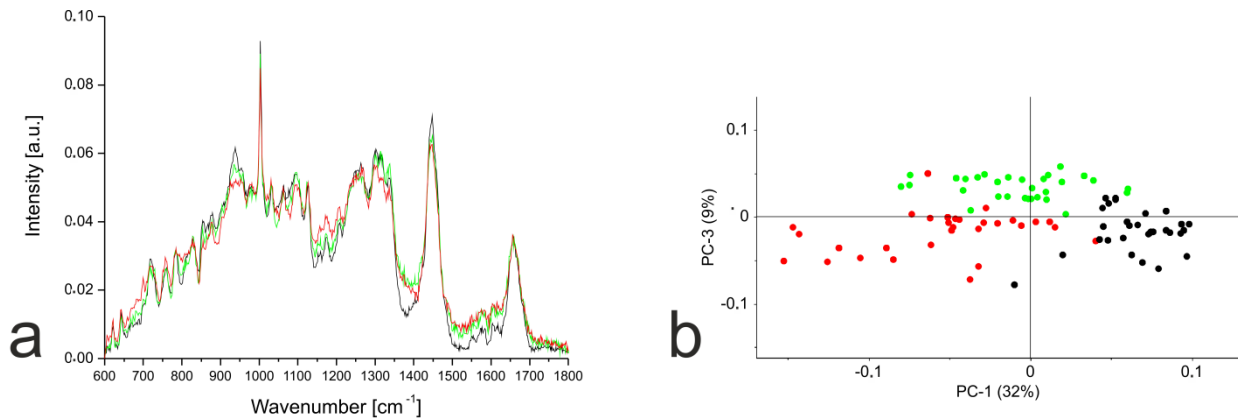 0.10
0.08
0.06
0.04
0.02
0.00
Intensity [a.u.]
600 700 800 900 1000 1100 1200 1300 1400 1500 1600 1700 1800
Wavenumber [cm⁻¹]
a
0.1
0
-0.1
PC-3 (9%)
-0.1 0 0.1
PC-1 (32%)
b